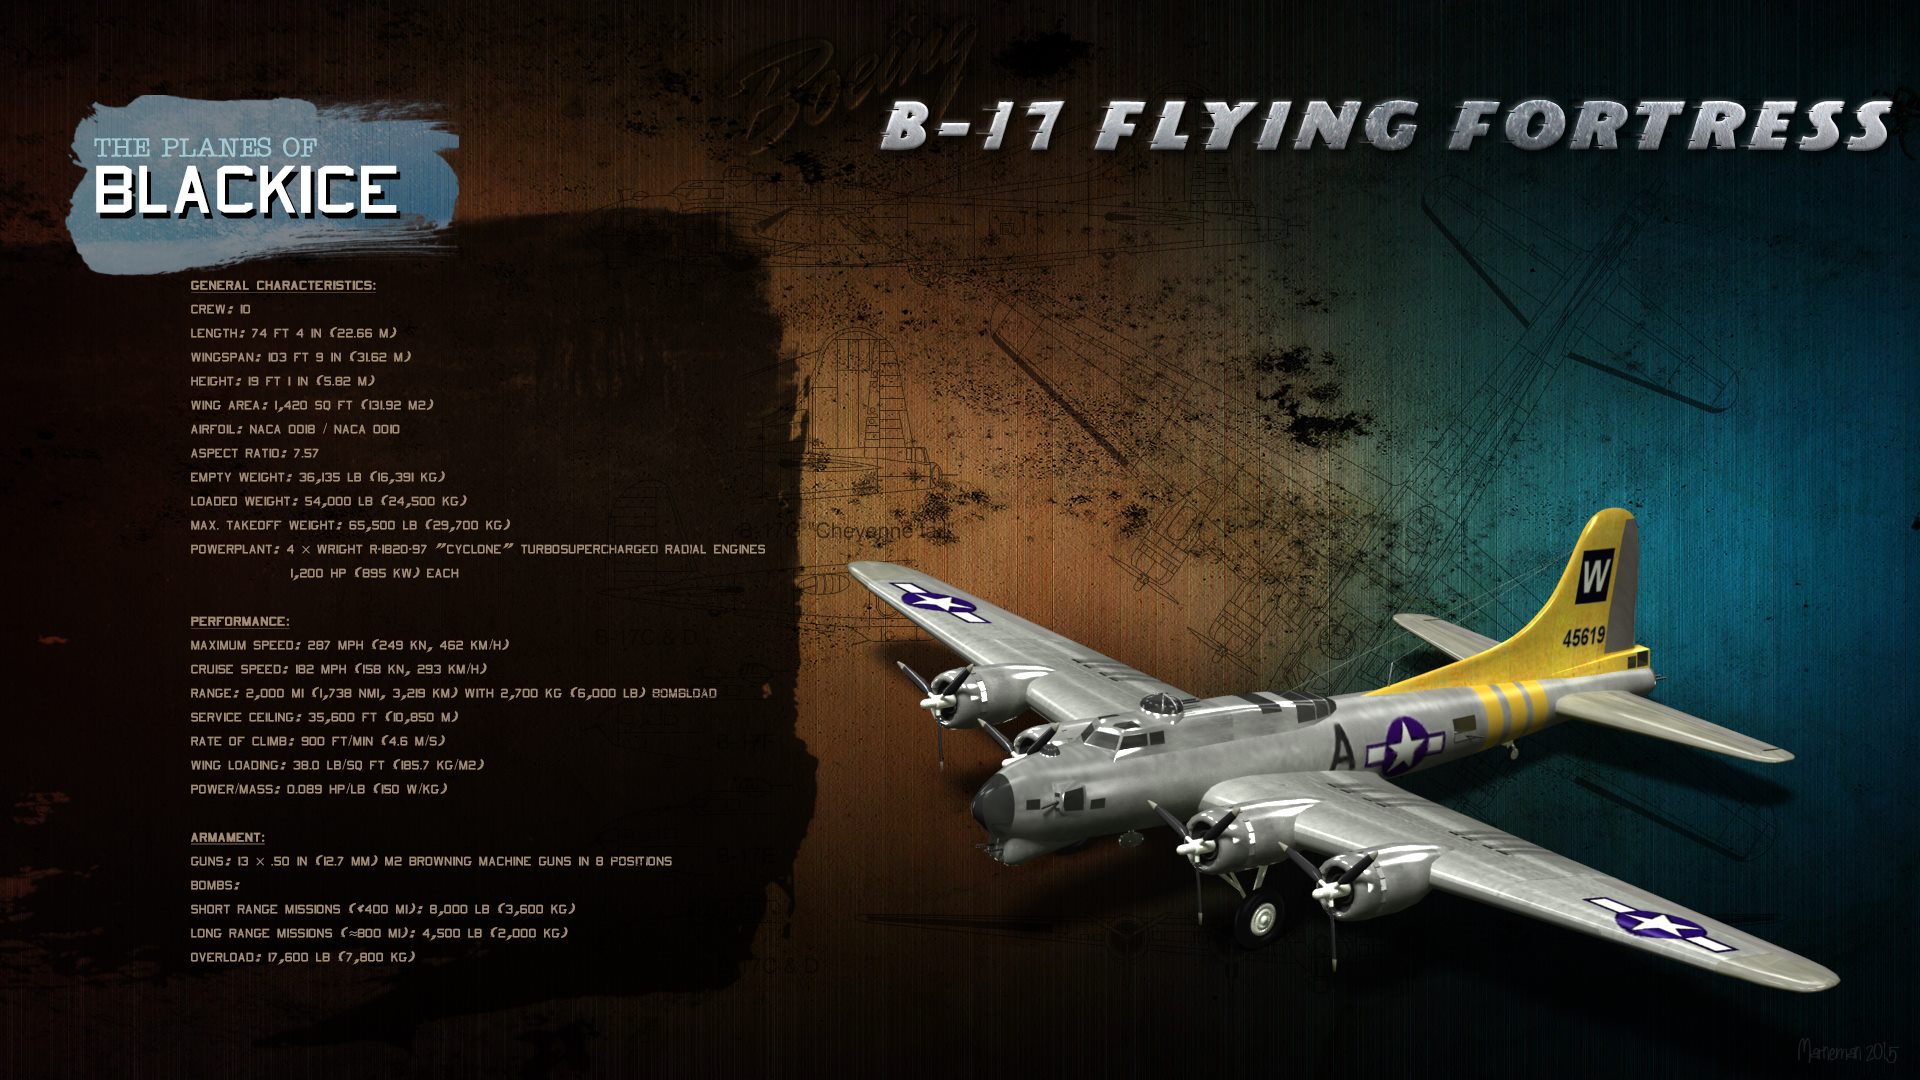 Boeing
B-17 FLYING FORTRESS
THE PLANES OF
BLACKICE
GENERAL CHARACTERISTICS:
CREW: 10
LENGTH: 74 FT 4 IN (22.66 M)
WINGSPAN: 103 FT 9 IN (31.62 M)
HEIGHT: 19 FT 1 IN (5.82 M)
WING AREA: 1,420 SQ FT (131.92 M2)
AIRFOIL: NACA 0018 / NACA 0010
ASPECT RATIO: 7.57
EMPTY WEIGHT: 36,135 LB (16,391 KG)
LOADED WEIGHT: 54,000 LB (24,500 KG)
MAX. TAKEOFF WEIGHT: 65,500 LB (29,700 KG)
POWERPLANT: 4 × WRIGHT R-1820-97 "CYCLONE" TURBOSUPERCHARGED RADIAL ENGINES
1,200 HP (895 KW) EACH
PERFORMANCE:
MAXIMUM SPEED: 287 MPH (249 KN, 462 KM/H)
CRUISE SPEED: 182 MPH (158 KN, 293 KM/H)
RANGE: 2,000 MI (1,738 NMI, 3,219 KM) WITH 2,700 KG (6,000 LB) BOMBLOAD
SERVICE CEILING: 35,600 FT (10,850 M)
RATE OF CLIMB: 900 FT/MIN (4.6 M/S)
WING LOADING: 38.0 LB/SQ FT (185.7 KG/M2)
POWER/MASS: 0.089 HP/LB (150 W/KG)
ARMAMENT:
GUNS: 13 × .50 IN (12.7 MM) M2 BROWNING MACHINE GUNS IN 8 POSITIONS
BOMBS:
SHORT RANGE MISSIONS (<400 MI): 8,000 LB (3,600 KG)
LONG RANGE MISSIONS (≈800 MI): 4,500 LB (2,000 KG)
OVERLOAD: 17,600 LB (7,800 KG)
"Cheyenne
B-17C & D
W
45619
A
2015